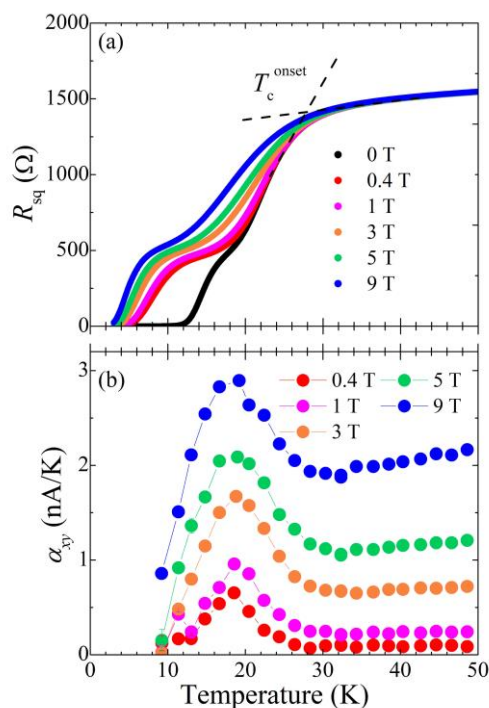 (a)
T_c^onset
2000
1500
1000
500
0
R_sq (Ω)
0 T
0.4 T
1 T
3 T
5 T
9 T
(b)
0.4 T 5 T
1 T 9 T
3 T
3
2
1
0
α_xy (nA/K)
0 10 20 30 40 50
Temperature (K)